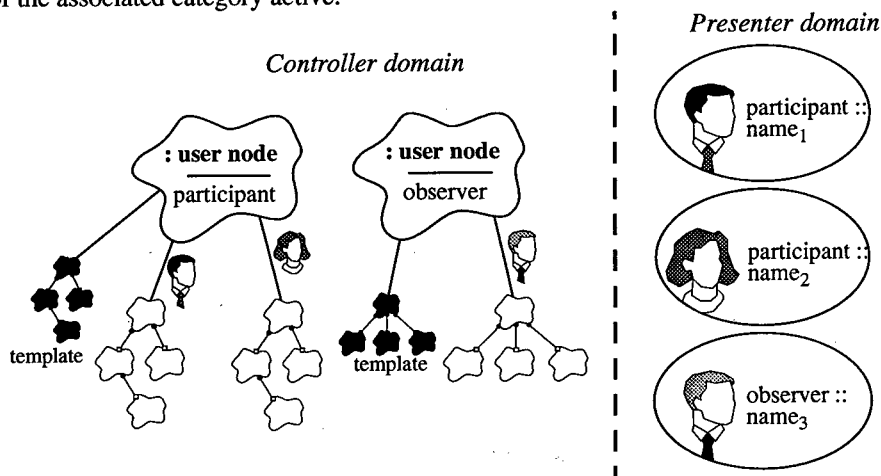 of the associated category active.
Presenter domain
Controller domain
: user node
participant
: user node
observer
template
template
participant ::
name1
participant ::
name2
observer ::
name3